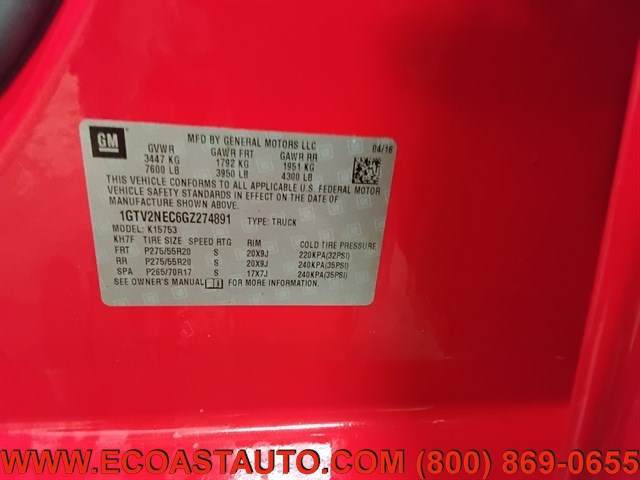 GM
MFD BY GENERAL MOTORS LLC
04/16
GVWR GAWR FRT GAWR RR
3447 KG 1792 KG 1951 KG
7600 LB 3950 LB 4300 LB
THIS VEHICLE CONFORMS TO ALL APPLICABLE U.S. FEDERAL MOTOR
VEHICLE SAFETY STANDARDS IN EFFECT ON THE DATE OF
MANUFACTURE SHOWN ABOVE.
1GTV2NEC6GZ274891 TYPE: TRUCK
MODEL: K15753
KH7F TIRE SIZE SPEED RTG RIM COLD TIRE PRESSURE
FRT P275/55R20 S 20X9J 220KPA(32PSI)
RR P275/55R20 S 20X9J 240KPA(35PSI)
SPA P265/70R17 S 17X7J 240KPA(35PSI)
SEE OWNER'S MANUAL FOR MORE INFORMATION.
WWW.ECOASTAUTO.COM (800) 869-0655